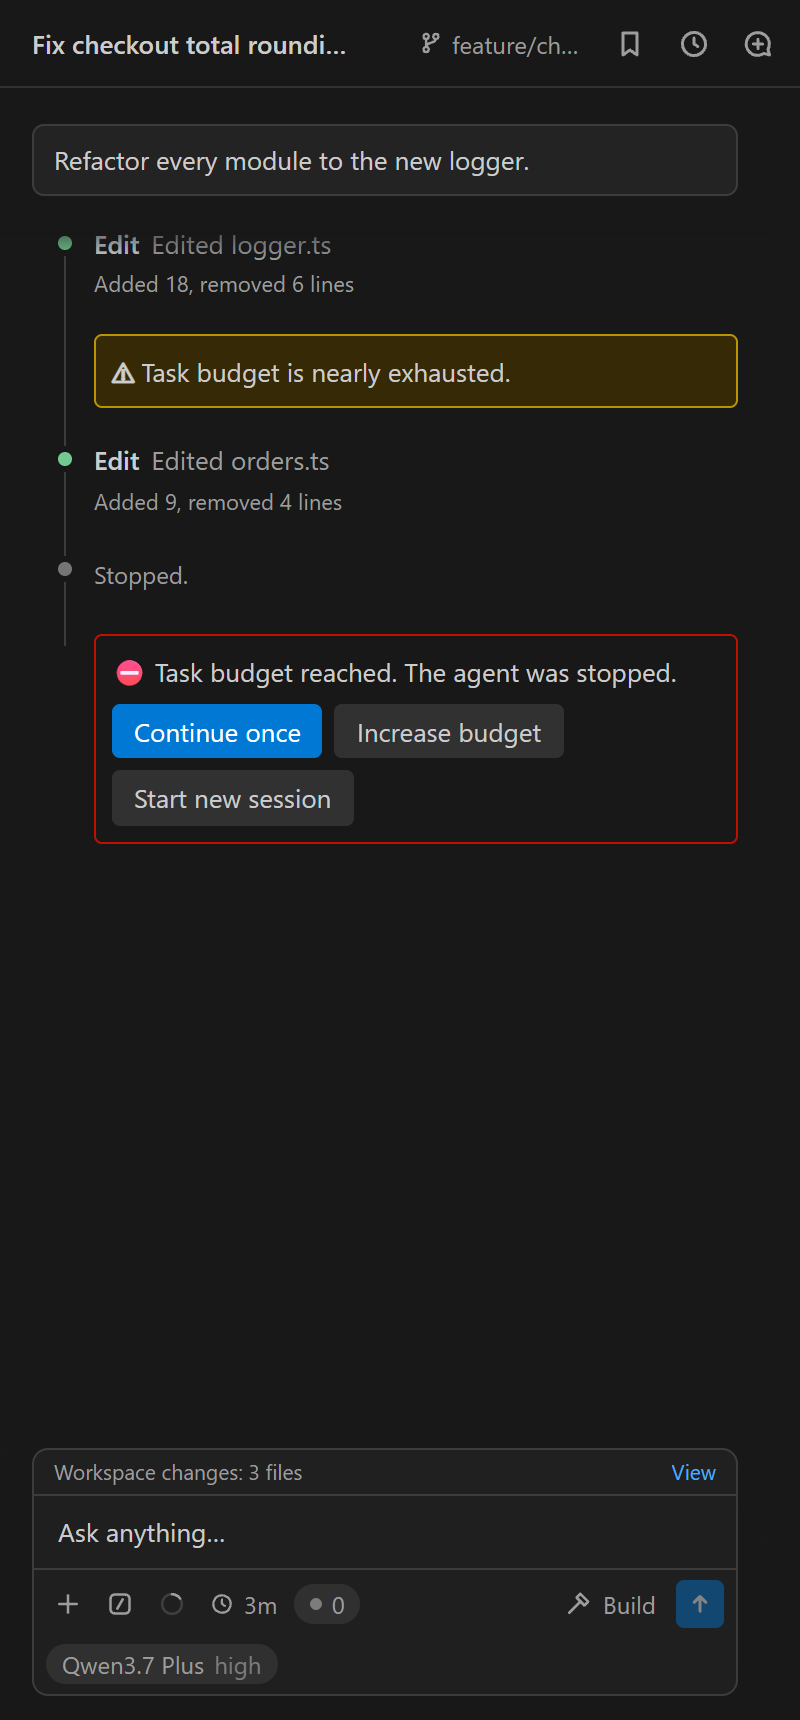 Fix checkout total roundi...
feature/ch...
Refactor every module to the new logger.
Edit Edited logger.ts
Added 18, removed 6 lines
⚠ Task budget is nearly exhausted.
Edit Edited orders.ts
Added 9, removed 4 lines
Stopped.
⛔ Task budget reached. The agent was stopped.
Continue once
Increase budget
Start new session
Workspace changes: 3 files
View
Ask anything...
3m
0
Build
Qwen3.7 Plus high